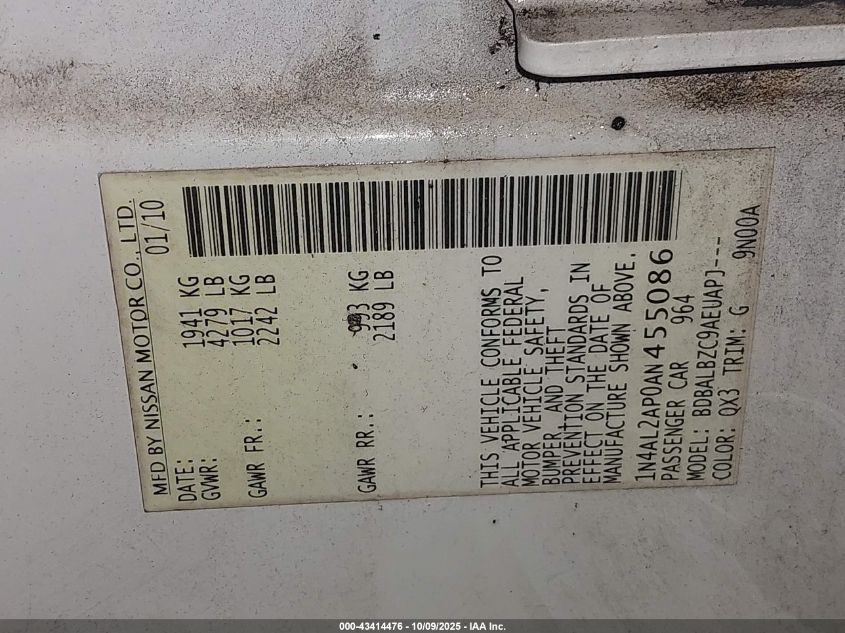 MFD BY NISSAN MOTOR CO., LTD.
DATE: 01/10
GVWR: 1941 KG
4279 LB
GAWR FR.: 1017 KG
2242 LB
GAWR RR.: 993 KG
2189 LB
THIS VEHICLE CONFORMS TO
ALL APPLICABLE FEDERAL
MOTOR VEHICLE SAFETY,
BUMPER, AND THEFT
PREVENTION STANDARDS IN
EFFECT ON THE DATE OF
MANUFACTURE SHOWN ABOVE.
1N4AL2AP0AN455086
PASSENGER CAR 964
MODEL: BDBALBZC9AEUAPJ---
COLOR: QX3 TRIM: G 9N00A
000-43414476 - 10/09/2025 - IAA Inc.